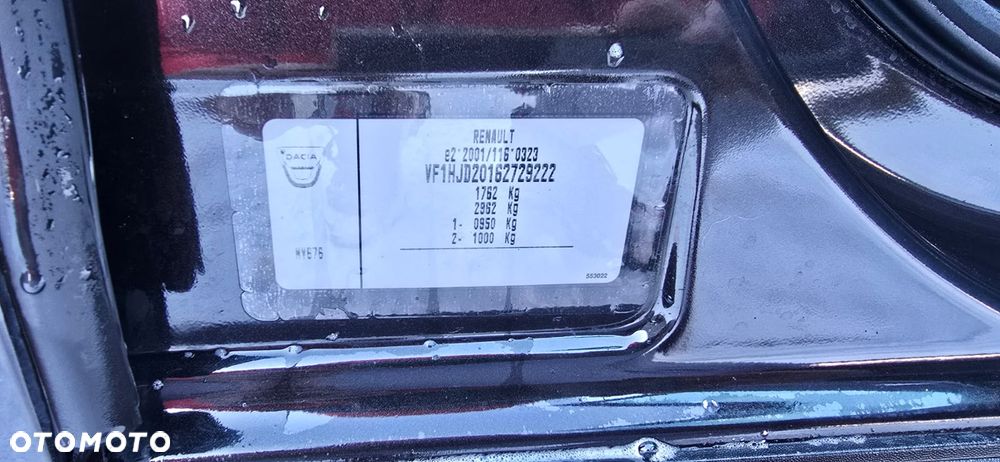 RENAULT
e2*2001/116*0323
VF1HJD20162729222
1762 Kg
2962 Kg
1- 0950 Kg
2- 1000 Kg
DACIA
MV676
553022
OTOMOTO